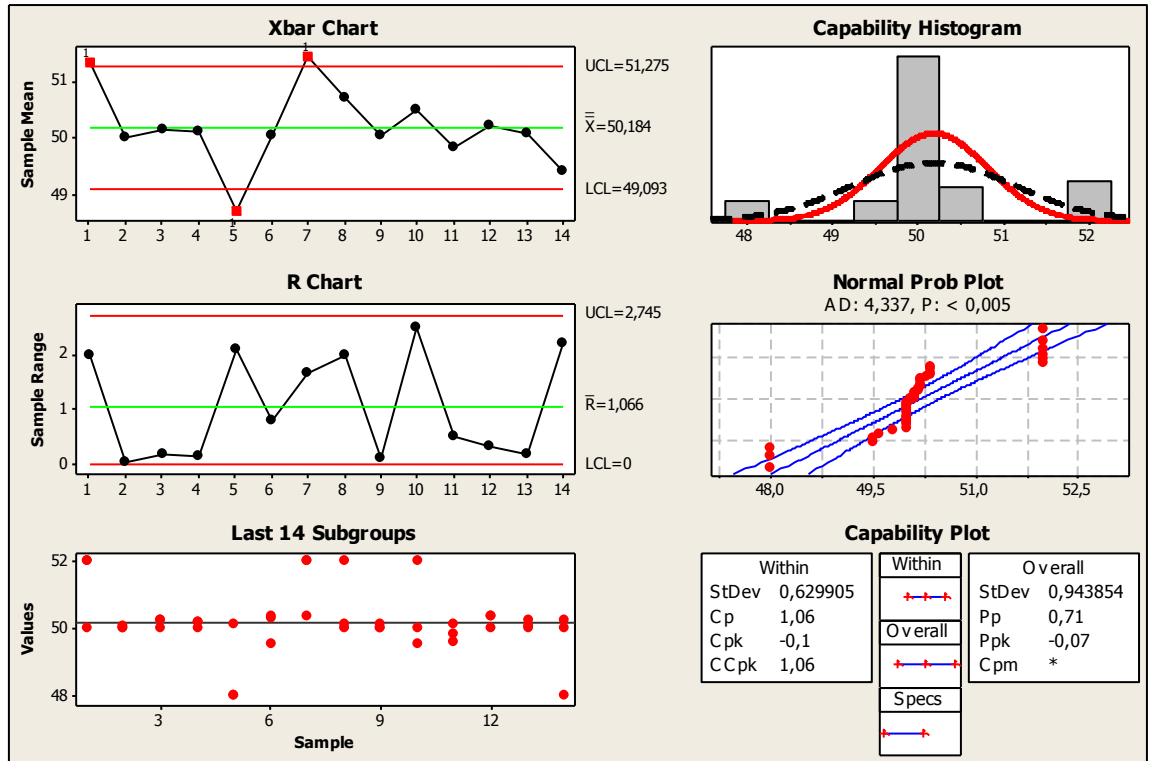 Xbar Chart
Sample Mean
51
50
49
1
1
1
UCL=51,275
X=50,184
LCL=49,093
1 2 3 4 5 6 7 8 9 10 11 12 13 14
Capability Histogram
48 49 50 51 52
R Chart
Sample Range
2
1
0
UCL=2,745
R=1,066
LCL=0
1 2 3 4 5 6 7 8 9 10 11 12 13 14
Normal Prob Plot
AD: 4,337, P: < 0,005
48,0 49,5 51,0 52,5
Last 14 Subgroups
Values
52
50
48
3 6 9 12
Sample
Capability Plot
Within
StDev 0,629905
Cp 1,06
Cpk -0,1
CCpk 1,06
Within
Overall
Specs
Overall
StDev 0,943854
Pp 0,71
Ppk -0,07
Cpm *